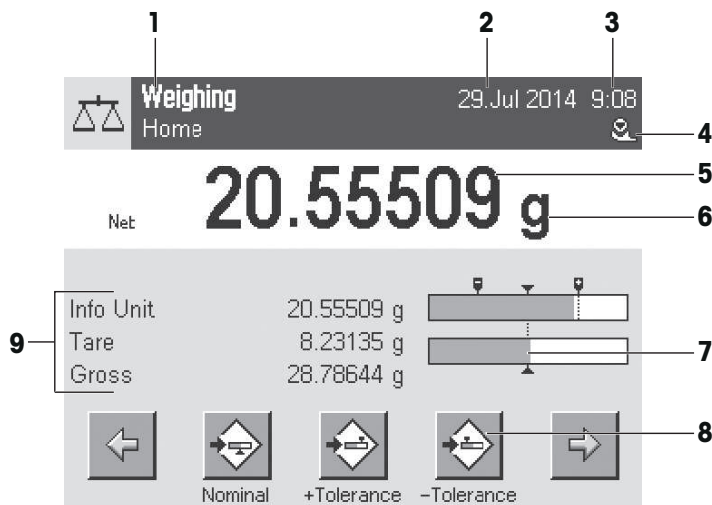 1 2 3
Weighing 29.Jul 2014 9:08
Home
4
5
20.55509 g
Net
6
Info Unit 20.55509 g
9 Tare 8.23135 g
7
Gross 28.78644 g
8
Nominal +Tolerance −Tolerance